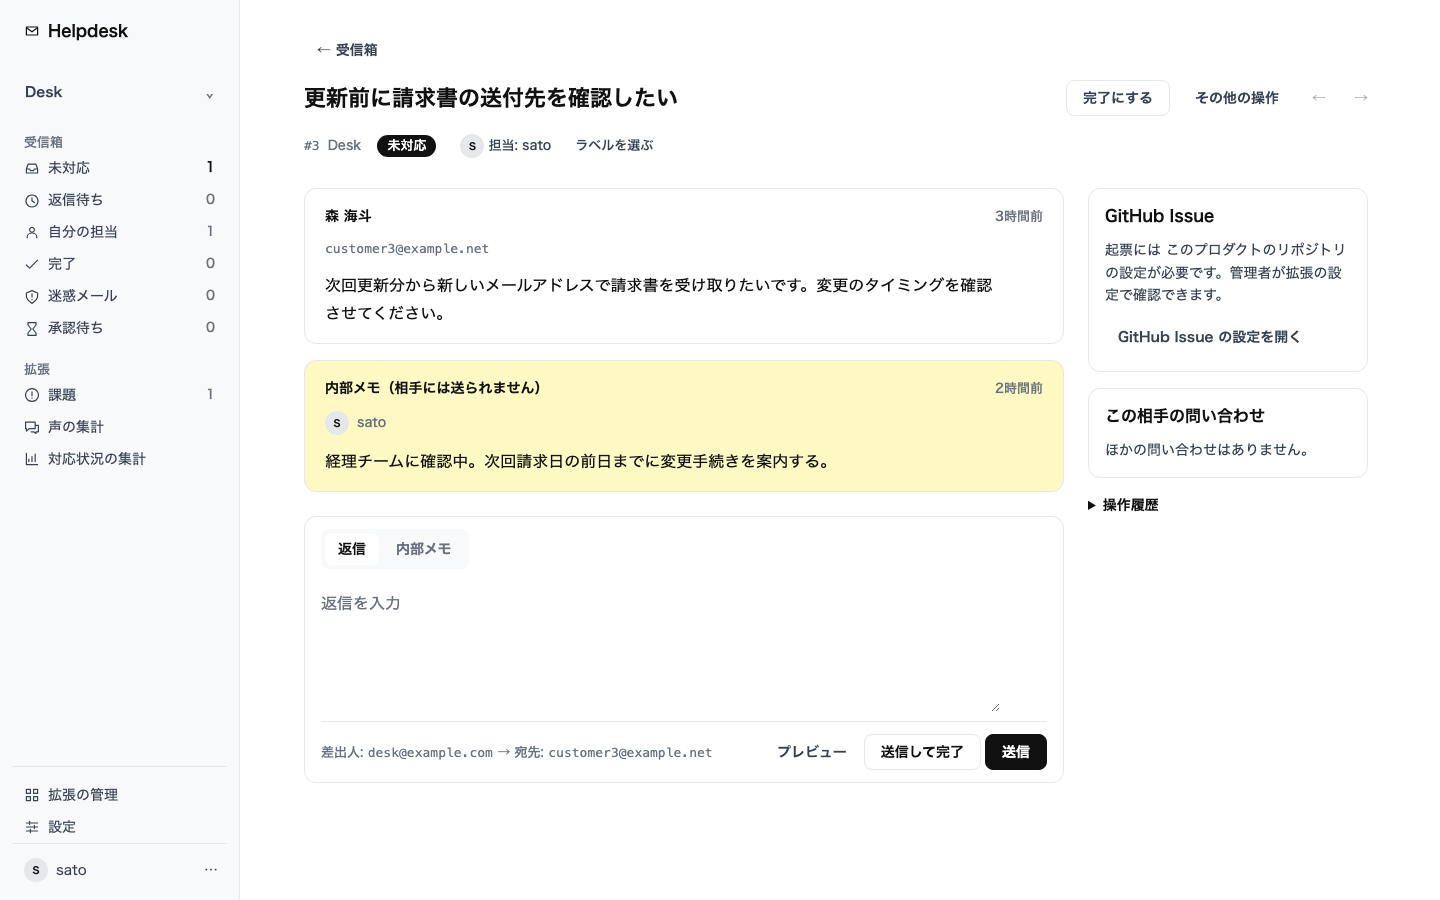 Helpdesk
Desk
受信箱
未対応 1
返信待ち 0
自分の担当 1
完了 0
迷惑メール 0
承認待ち 0
拡張
課題 1
声の集計
対応状況の集計
拡張の管理
設定
S sato ...
← 受信箱
更新前に請求書の送付先を確認したい
完了にする その他の操作 ← →
#3 Desk 未対応 S 担当: sato ラベルを選ぶ
森 海斗 3時間前
customer3@example.net
次回更新分から新しいメールアドレスで請求書を受け取りたいです。変更のタイミングを確認
させてください。
内部メモ（相手には送られません） 2時間前
S sato
経理チームに確認中。次回請求日の前日までに変更手続きを案内する。
返信 内部メモ
返信を入力
差出人: desk@example.com → 宛先: customer3@example.net プレビュー 送信して完了 送信
GitHub Issue
起票には このプロダクトのリポジトリ
の設定が必要です。管理者が拡張の設
定で確認できます。
GitHub Issue の設定を開く
この相手の問い合わせ
ほかの問い合わせはありません。
▶ 操作履歴